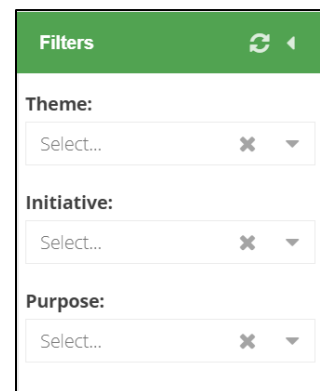 Filters
Theme:
Select...
Initiative:
Select...
Purpose:
Select...